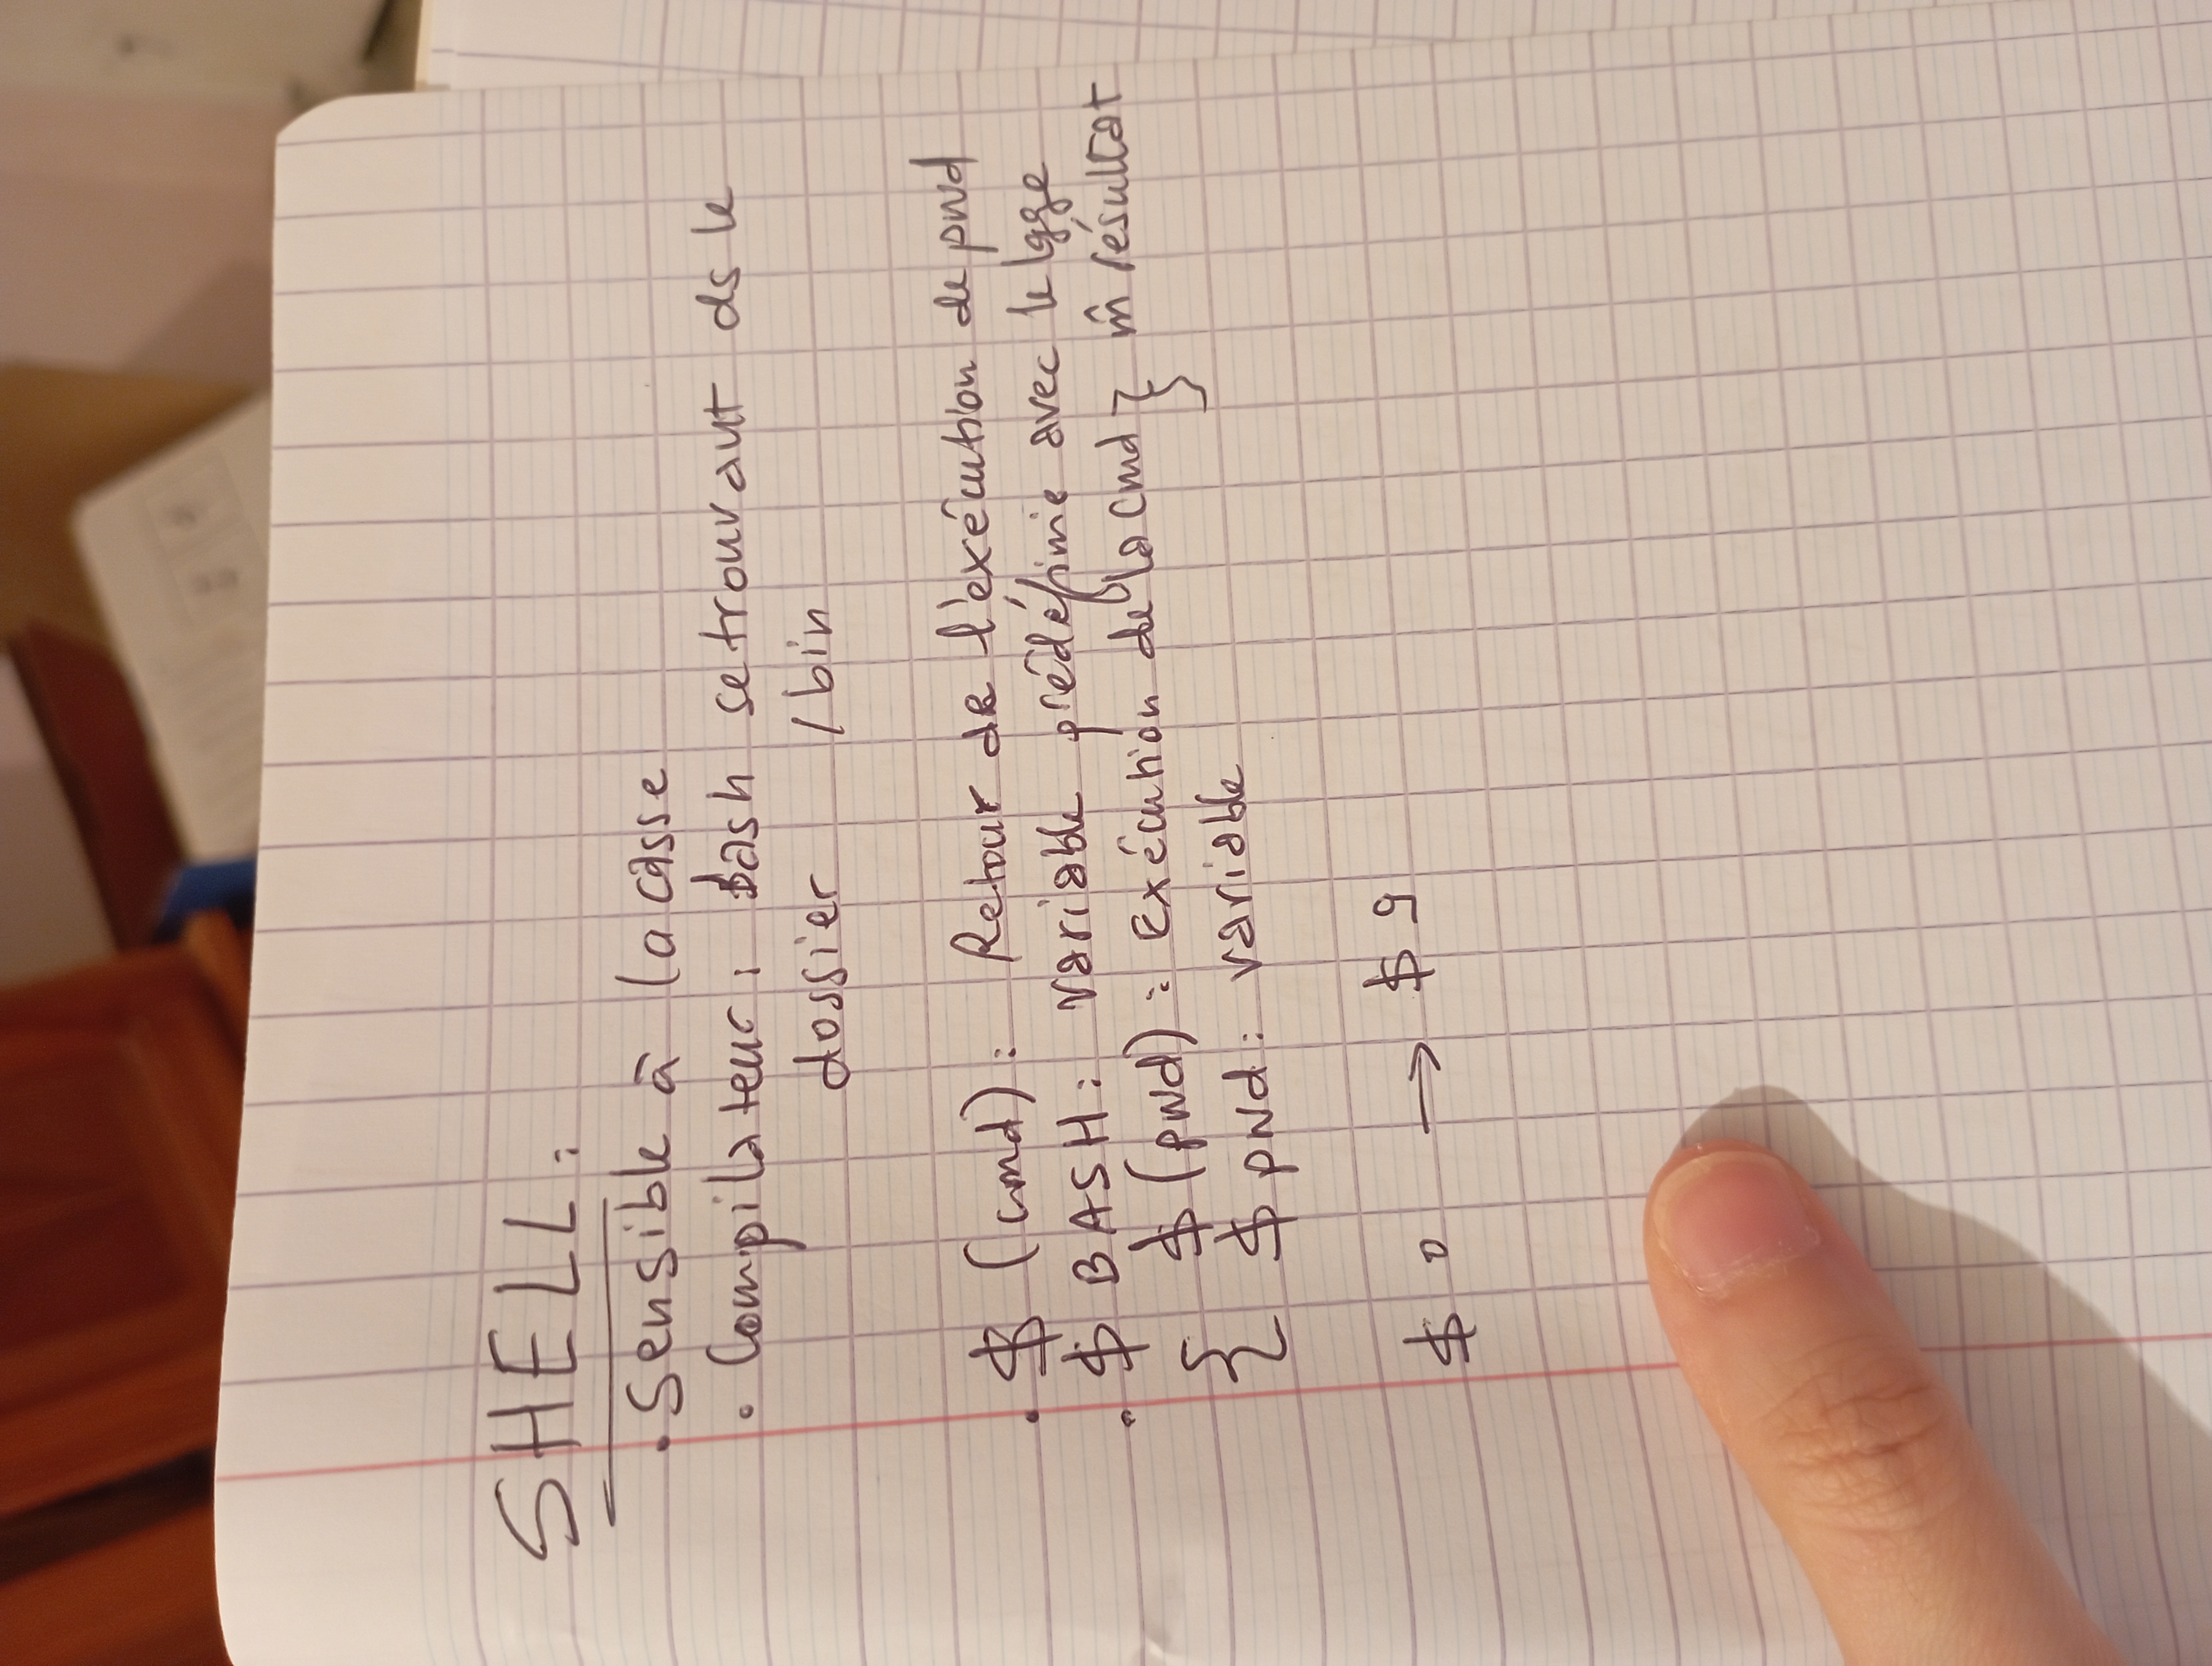 SHELL :
• Sensible à la casse
• Compilateur : bash se trouvant ds le
dossier /bin
• $ (cmd) : Retour de l'exécution de pwd
• $ BASH : variable prédéfinie avec le lgge
{ $ (pwd) : Exécution de la cmd } m̂ résultat
$ pwd : variable
$ 0 → $ 9